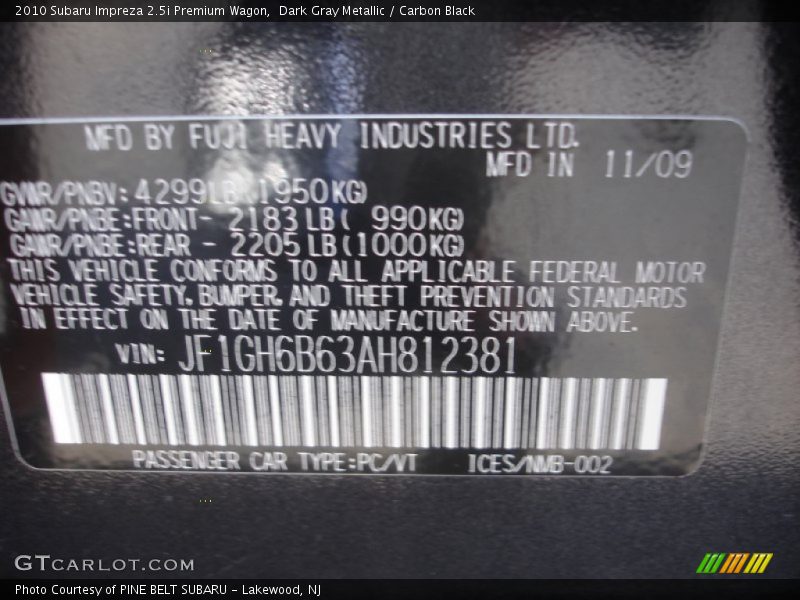 2010 Subaru Impreza 2.5i Premium Wagon,  Dark Gray Metallic / Carbon Black
MFD BY FUJI HEAVY INDUSTRIES LTD.
MFD IN 11/09
GVWR/PNBV: 4299LB(1950KG)
GAWR/PNBE:FRONT- 2183 LB( 990KG)
GAWR/PNBE:REAR - 2205 LB(1000KG)
THIS VEHICLE CONFORMS TO ALL APPLICABLE FEDERAL MOTOR
VEHICLE SAFETY, BUMPER, AND THEFT PREVENTION STANDARDS
IN EFFECT ON THE DATE OF MANUFACTURE SHOWN ABOVE.
VIN: JF1GH6B63AH812381
PASSENGER CAR TYPE:PC/VT ICES/NMB-002
GTCARLOT.COM
Photo Courtesy of PINE BELT SUBARU - Lakewood, NJ